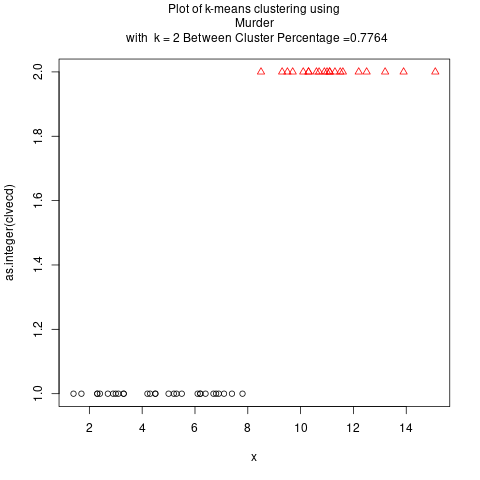 Plot of k-means clustering using
Murder
with  k = 2 Between Cluster Percentage =0.7764
as.integer(clvecd)
2.0
1.8
1.6
1.4
1.2
1.0
2 4 6 8 10 12 14
x